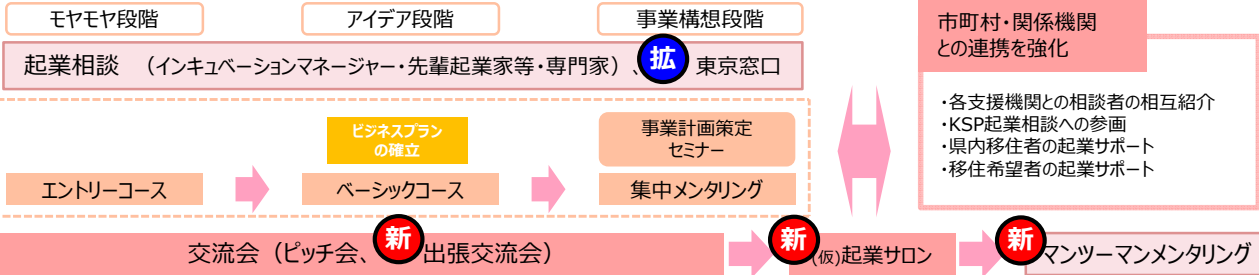 モヤモヤ段階
アイデア段階
事業構想段階
起業相談　（インキュベーションマネージャー・先輩起業家等・専門家）、拡 東京窓口
ビジネスプラン
の確立
事業計画策定
セミナー
エントリーコース
ベーシックコース
集中メンタリング
交流会（ピッチ会、新 出張交流会）
新 (仮)起業サロン
新 マンツーマンメンタリング
市町村・関係機関
との連携を強化
・各支援機関との相談者の相互紹介
・KSP起業相談への参画
・県内移住者の起業サポート
・移住希望者の起業サポート